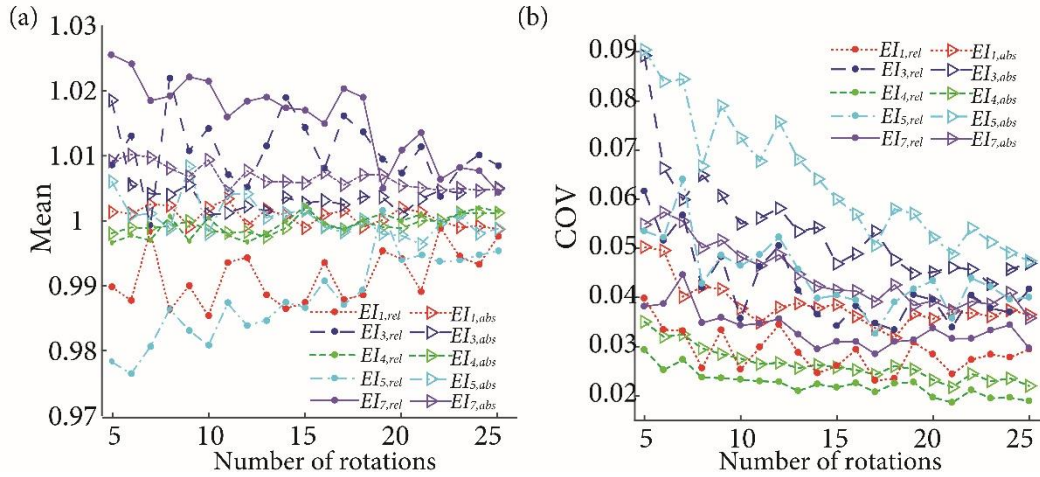 (a)
1.03
1.02
1.01
1
0.99
0.98
0.97
Mean
5 10 15 20 25
Number of rotations
EI1,rel EI1,abs
EI3,rel EI3,abs
EI4,rel EI4,abs
EI5,rel EI5,abs
EI7,rel EI7,abs
(b)
0.09
0.08
0.07
0.06
0.05
0.04
0.03
0.02
COV
5 10 15 20 25
Number of rotations
EI1,rel EI1,abs
EI3,rel EI3,abs
EI4,rel EI4,abs
EI5,rel EI5,abs
EI7,rel EI7,abs